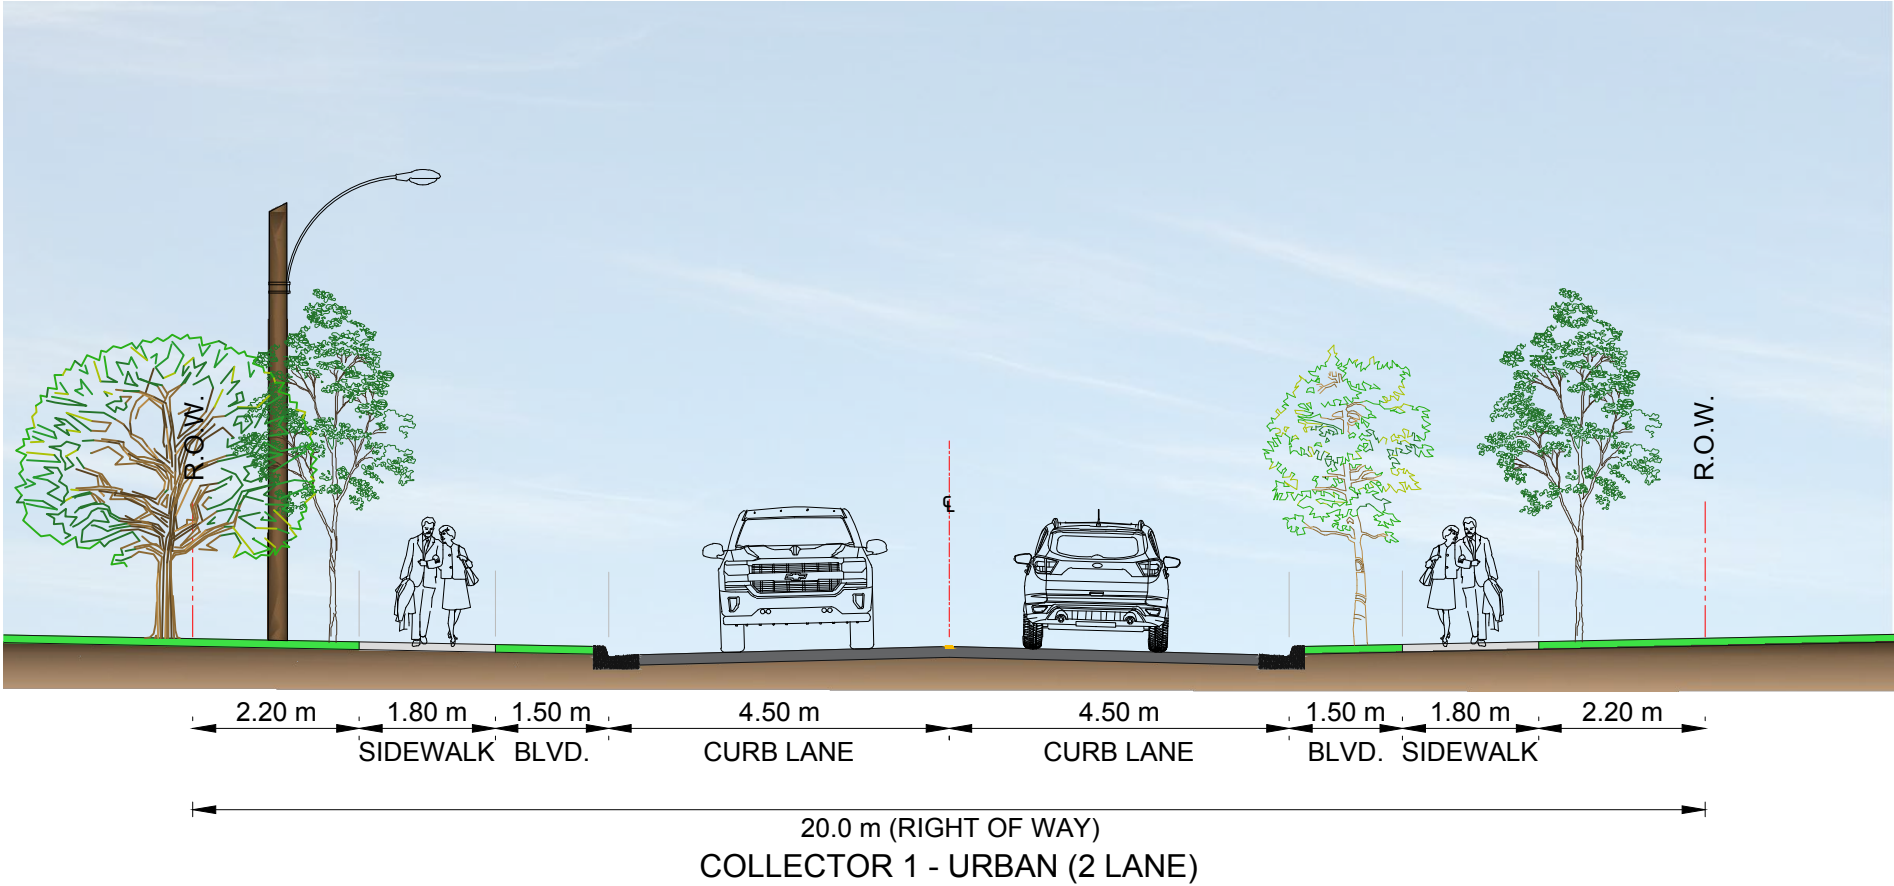 R.O.W.
R.O.W.
℄
2.20 m 1.80 m 1.50 m 4.50 m 4.50 m 1.50 m 1.80 m 2.20 m
SIDEWALK BLVD. CURB LANE CURB LANE BLVD. SIDEWALK
20.0 m (RIGHT OF WAY)
COLLECTOR 1 - URBAN (2 LANE)